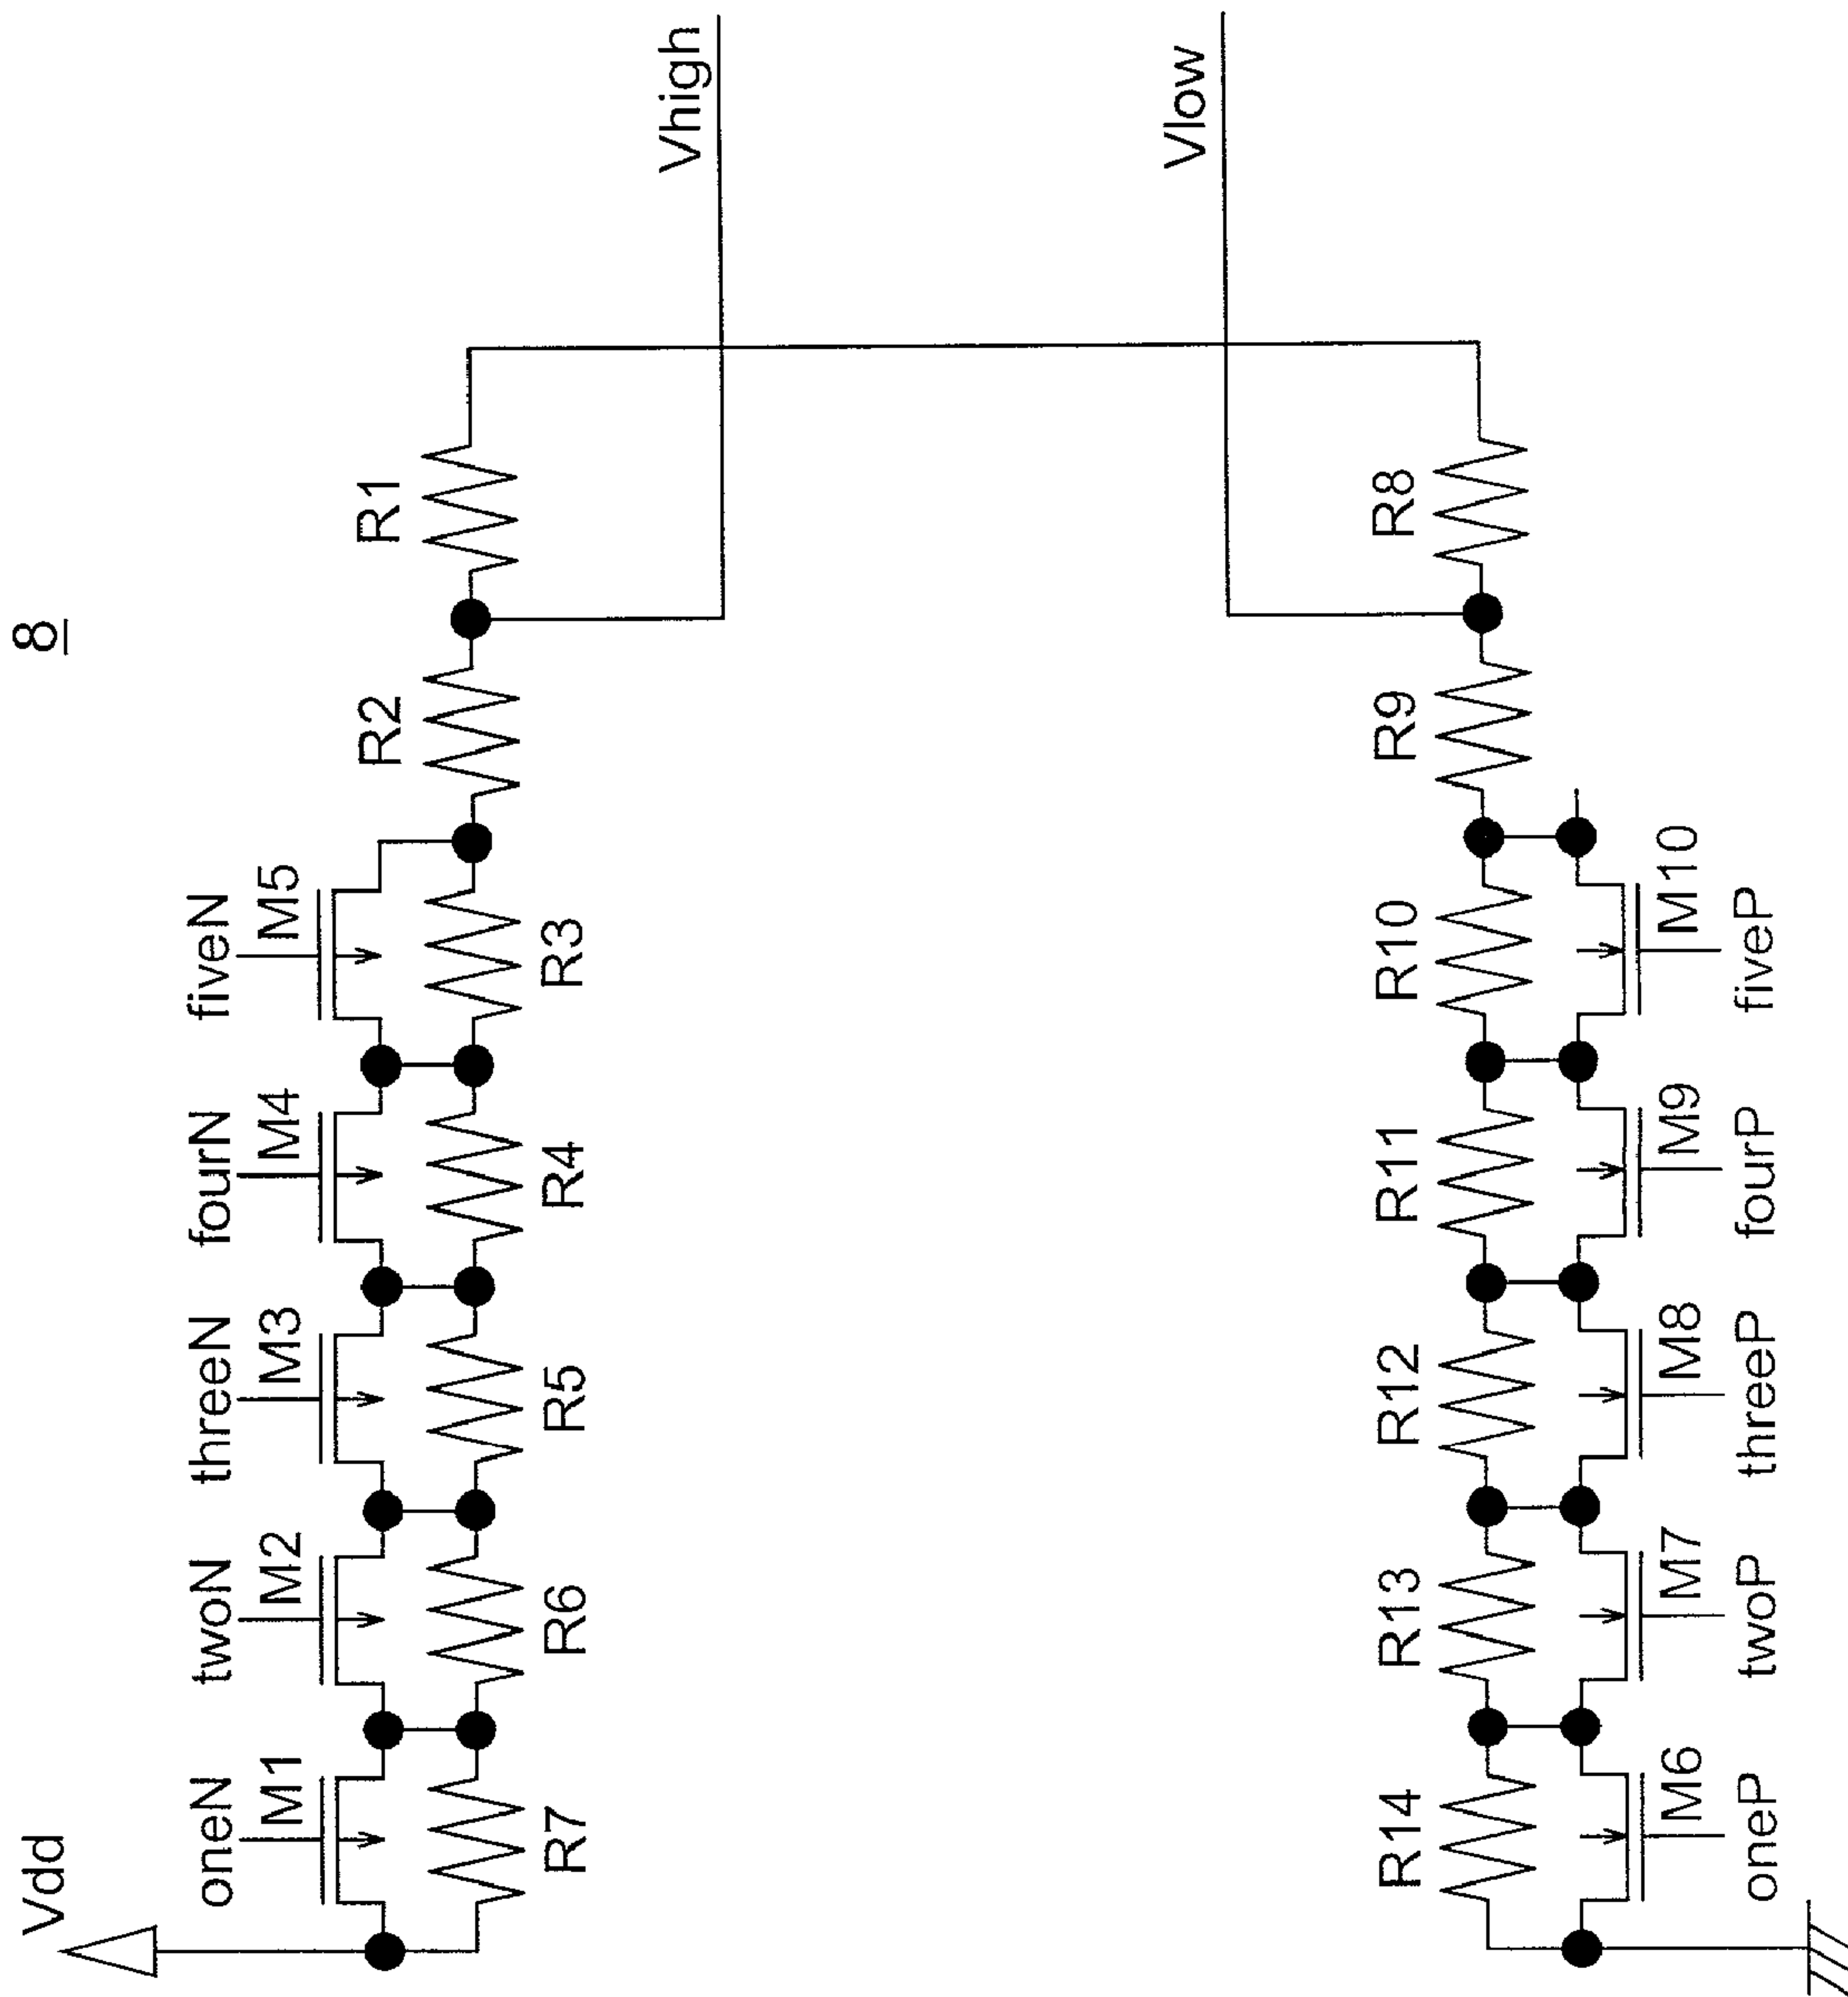 8
Vdd
oneN
twoN
threeN
fourN
fiveN
M1
M2
M3
M4
M5
R7
R6
R5
R4
R3
R2
R1
Vhigh
Vlow
R14
R13
R12
R11
R10
R9
R8
M6
M7
M8
M9
M10
oneP
twoP
threeP
fourP
fiveP